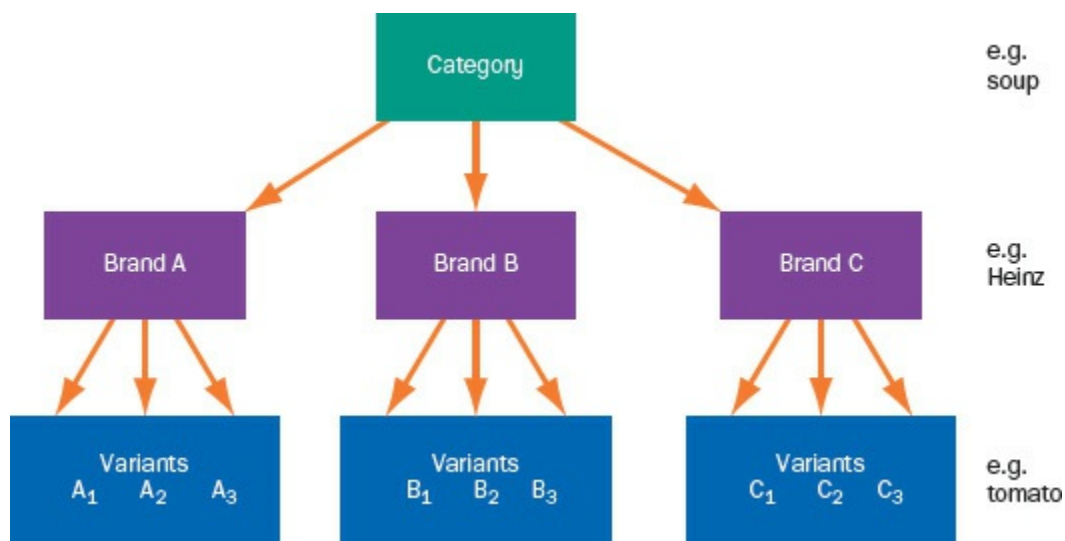 Category
e.g.
soup
Brand A
Brand B
Brand C
e.g.
Heinz
Variants
A₁ A₂ A₃
Variants
B₁ B₂ B₃
Variants
C₁ C₂ C₃
e.g.
tomato